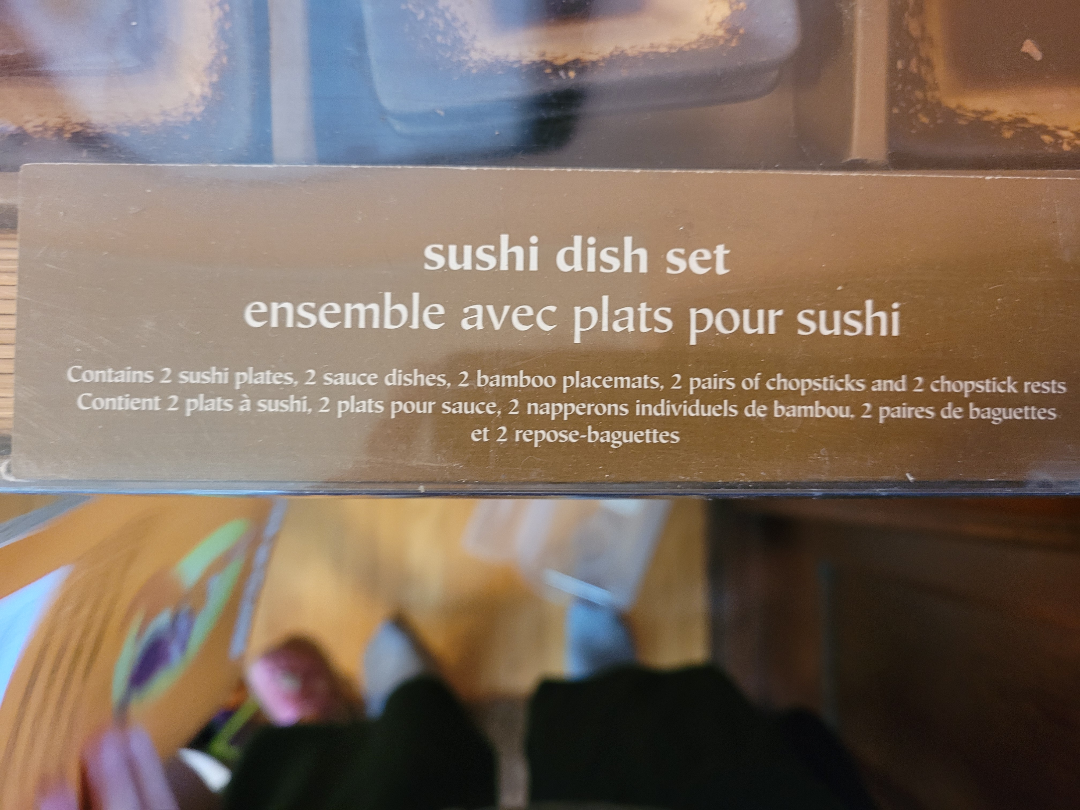 sushi dish set
ensemble avec plats pour sushi
Contains 2 sushi plates, 2 sauce dishes, 2 bamboo placemats, 2 pairs of chopsticks and 2 chopstick rests
Contient 2 plats à sushi, 2 plats pour sauce, 2 napperons individuels de bambou, 2 paires de baguettes
et 2 repose-baguettes